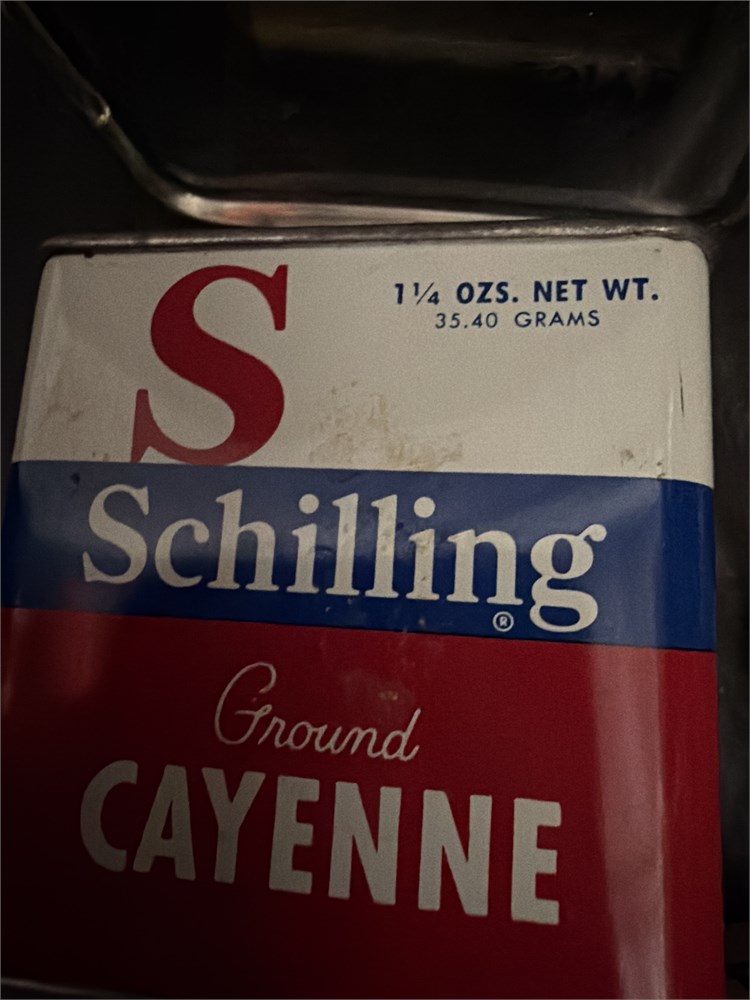 S
1¼ OZS. NET WT.
35.40 GRAMS
Schilling
®
Ground
CAYENNE